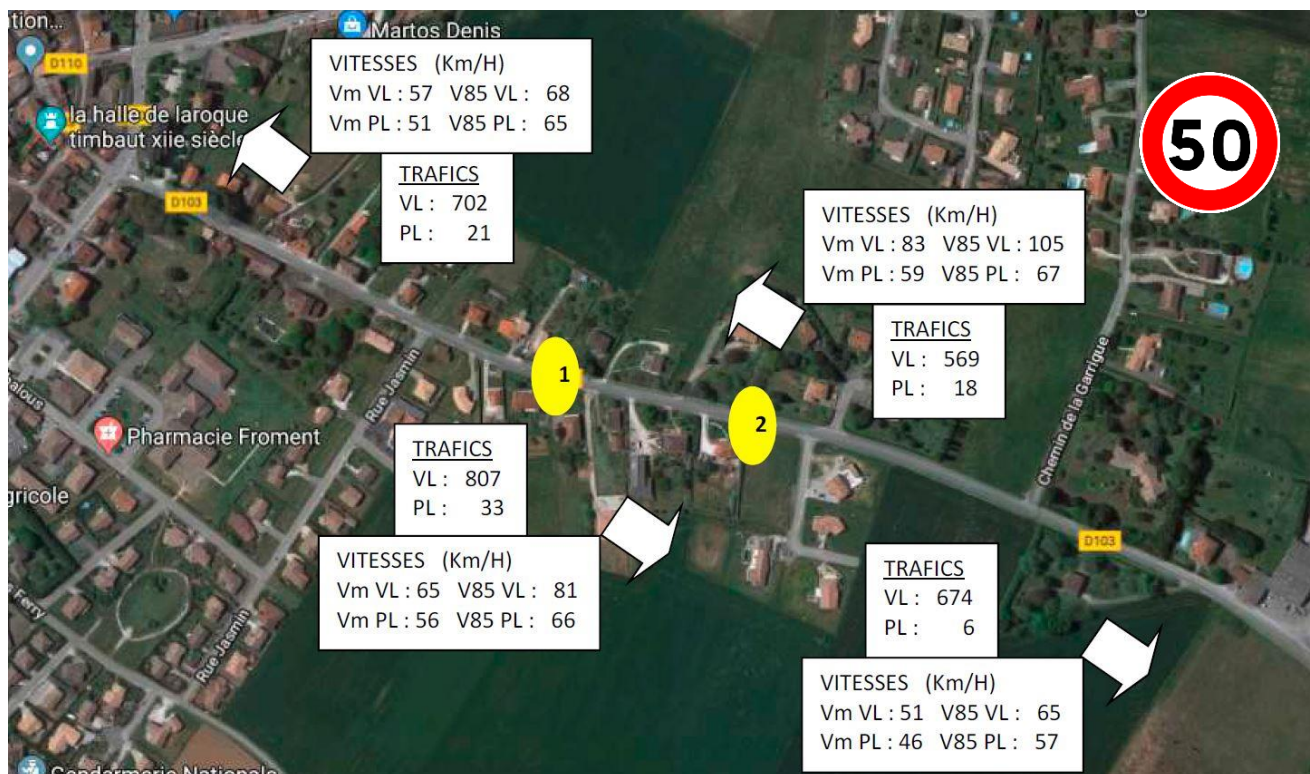 tion...
D110
Martos Denis
la halle de laroque
timbaut xiie siècle
D103
VITESSES (Km/H)
Vm VL : 57 V85 VL : 68
Vm PL : 51 V85 PL : 65
TRAFICS
VL : 702
PL : 21
50
VITESSES (Km/H)
Vm VL : 83 V85 VL : 105
Vm PL : 59 V85 PL : 67
TRAFICS
VL : 569
PL : 18
1
2
Rue Jasmin
Chemin de la Garrigue
alous
Pharmacie Froment
gricole
TRAFICS
VL : 807
PL : 33
VITESSES (Km/H)
Vm VL : 65 V85 VL : 81
Vm PL : 56 V85 PL : 66
D103
TRAFICS
VL : 674
PL : 6
VITESSES (Km/H)
Vm VL : 51 V85 VL : 65
Vm PL : 46 V85 PL : 57
Ferry
Rue Jasmin
Gendarmerie Nationale